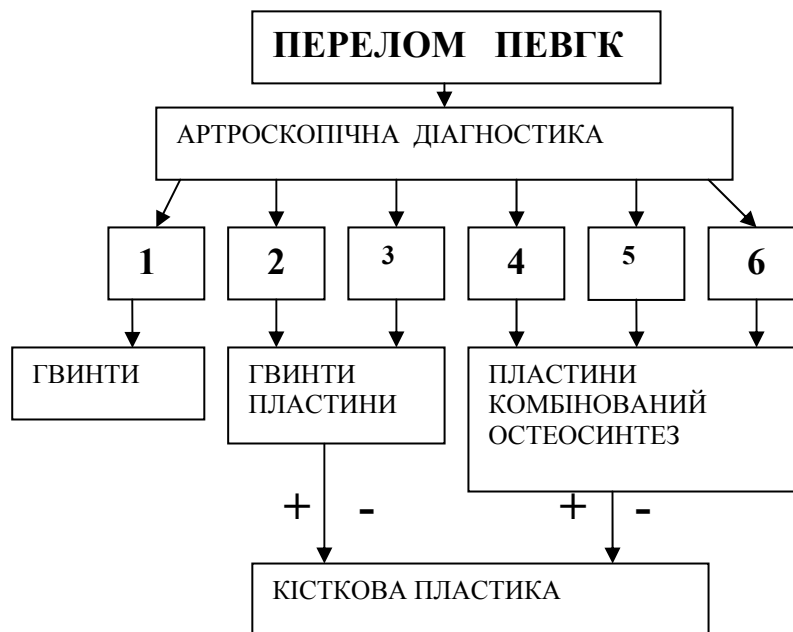 ПЕРЕЛОМ ПЕВГК
АРТРОСКОПІЧНА ДІАГНОСТИКА
1 2 3 4 5 6
ГВИНТИ
ГВИНТИ
ПЛАСТИНИ
ПЛАСТИНИ
КОМБІНОВАНИЙ
ОСТЕОСИНТЕЗ
+ - + -
КІСТКОВА ПЛАСТИКА